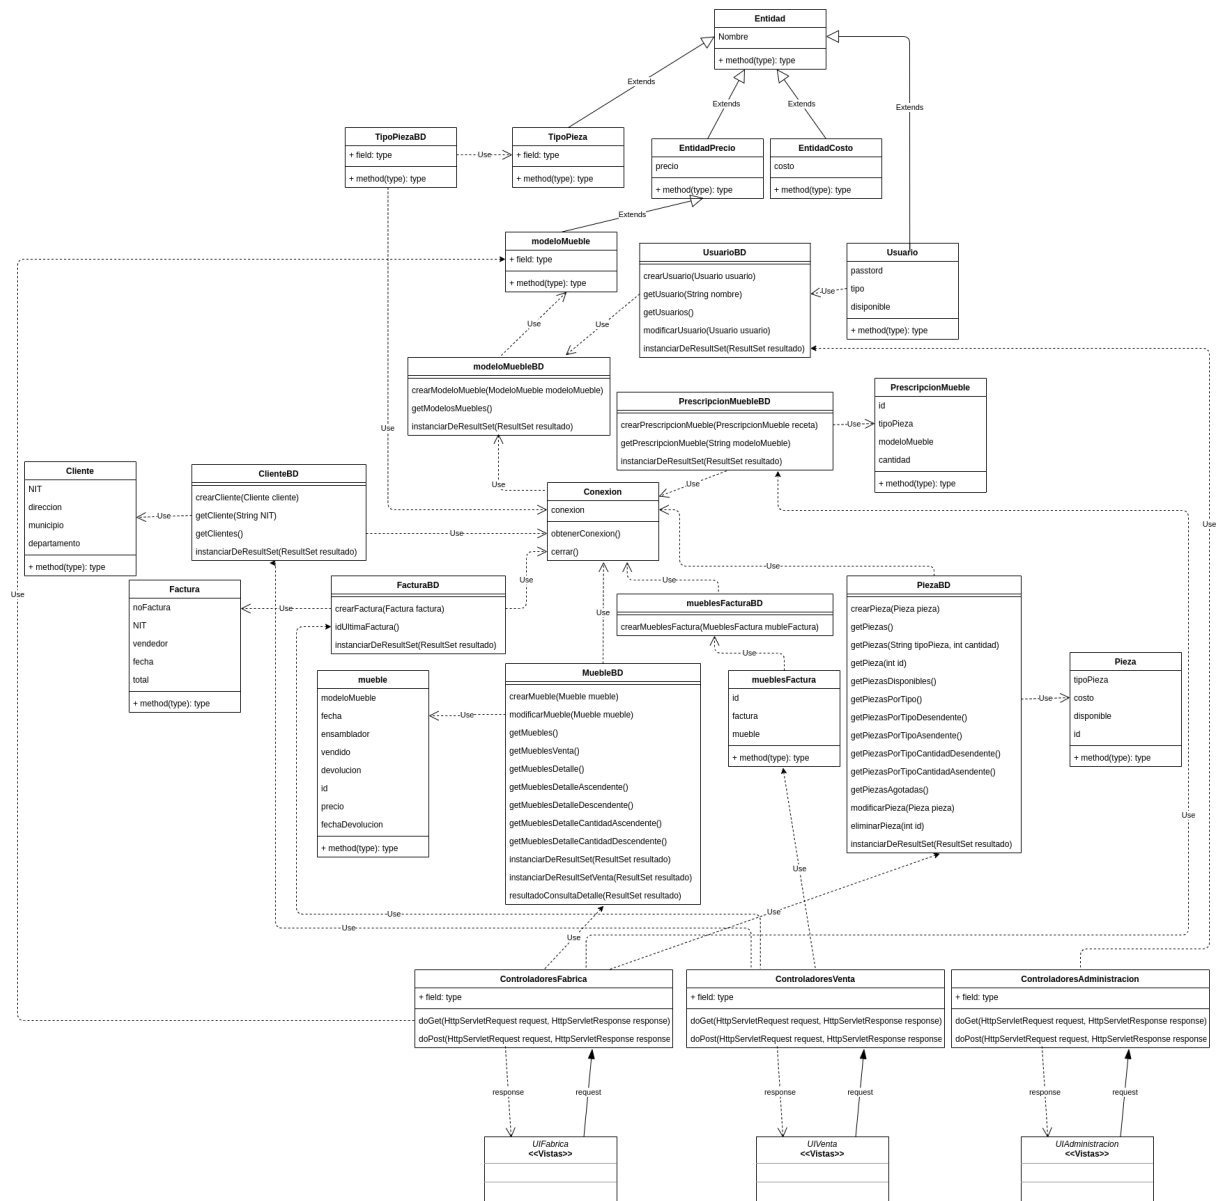 Entidad
Nombre
+ method(type): type
Extends
Extends
Extends
Extends
TipoPiezaBD
+ field: type
+ method(type): type
Use
TipoPieza
+ field: type
+ method(type): type
EntidadPrecio
precio
+ method(type): type
EntidadCosto
costo
+ method(type): type
Extends
modeloMueble
+ field: type
+ method(type): type
UsuarioBD
crearUsuario(Usuario usuario)
getUsuario(String nombre)
getUsuarios()
modificarUsuario(Usuario usuario)
instanciarDeResultSet(ResultSet resultado)
Use
Usuario
passtord
tipo
disiponible
+ method(type): type
Use
Use
modeloMuebleBD
crearModeloMueble(ModeloMueble modeloMueble)
getModelosMuebles()
instanciarDeResultSet(ResultSet resultado)
PrescripcionMuebleBD
crearPrescripcionMueble(PrescripcionMueble receta)
getPrescripcionMueble(String modeloMueble)
instanciarDeResultSet(ResultSet resultado)
Use
PrescripcionMueble
id
tipoPieza
modeloMueble
cantidad
+ method(type): type
Use
Cliente
NIT
direccion
municipio
departamento
+ method(type): type
Use
ClienteBD
crearCliente(Cliente cliente)
getCliente(String NIT)
getClientes()
instanciarDeResultSet(ResultSet resultado)
Use
Use
Use
Conexion
conexion
obtenerConexion()
cerrar()
Use
Use
Use
Use
Use
Use
Factura
noFactura
NIT
vendedor
fecha
total
+ method(type): type
Use
FacturaBD
crearFactura(Factura factura)
idUltimaFactura()
instanciarDeResultSet(ResultSet resultado)
Use
mueblesFacturaBD
crearMueblesFactura(MueblesFactura mubleFactura)
Use
PiezaBD
crearPieza(Pieza pieza)
getPiezas()
getPiezas(String tipoPieza, int cantidad)
getPieza(int id)
getPiezasDisponibles()
getPiezasPorTipo()
getPiezasPorTipoDesendente()
getPiezasPorTipoAsendente()
getPiezasPorTipoCantidadDesendente()
getPiezasPorTipoCantidadAsendente()
getPiezasAgotadas()
modificarPieza(Pieza pieza)
eliminarPieza(int id)
instanciarDeResultSet(ResultSet resultado)
Use
Pieza
tipoPieza
costo
disponible
id
+ method(type): type
mueble
modeloMueble
fecha
ensamblador
vendido
devolucion
id
precio
fechaDevolucion
+ method(type): type
Use
MuebleBD
crearMueble(Mueble mueble)
modificarMueble(Mueble mueble)
getMuebles()
getMueblesVenta()
getMueblesDetalle()
getMueblesDetalleAscendente()
getMueblesDetalleDescendente()
getMueblesDetalleCantidadAscendente()
getMueblesDetalleCantidadDescendente()
instanciarDeResultSet(ResultSet resultado)
instanciarDeResultSetVenta(ResultSet resultado)
resultadoConsultaDetalle(ResultSet resultado)
mueblesFactura
id
factura
mueble
+ method(type): type
Use
Use
Use
Use
Use
Use
ControladoresFabrica
+ field: type
doGet(HttpServletRequest request, HttpServletResponse response)
doPost(HttpServletRequest request, HttpServletResponse response
ControladoresVenta
+ field: type
doGet(HttpServletRequest request, HttpServletResponse response)
doPost(HttpServletRequest request, HttpServletResponse response
ControladoresAdministracion
+ field: type
doGet(HttpServletRequest request, HttpServletResponse response)
doPost(HttpServletRequest request, HttpServletResponse response
response
request
response
request
response
request
UIFabrica
<<Vistas>>
UIVenta
<<Vistas>>
UIAdministracion
<<Vistas>>